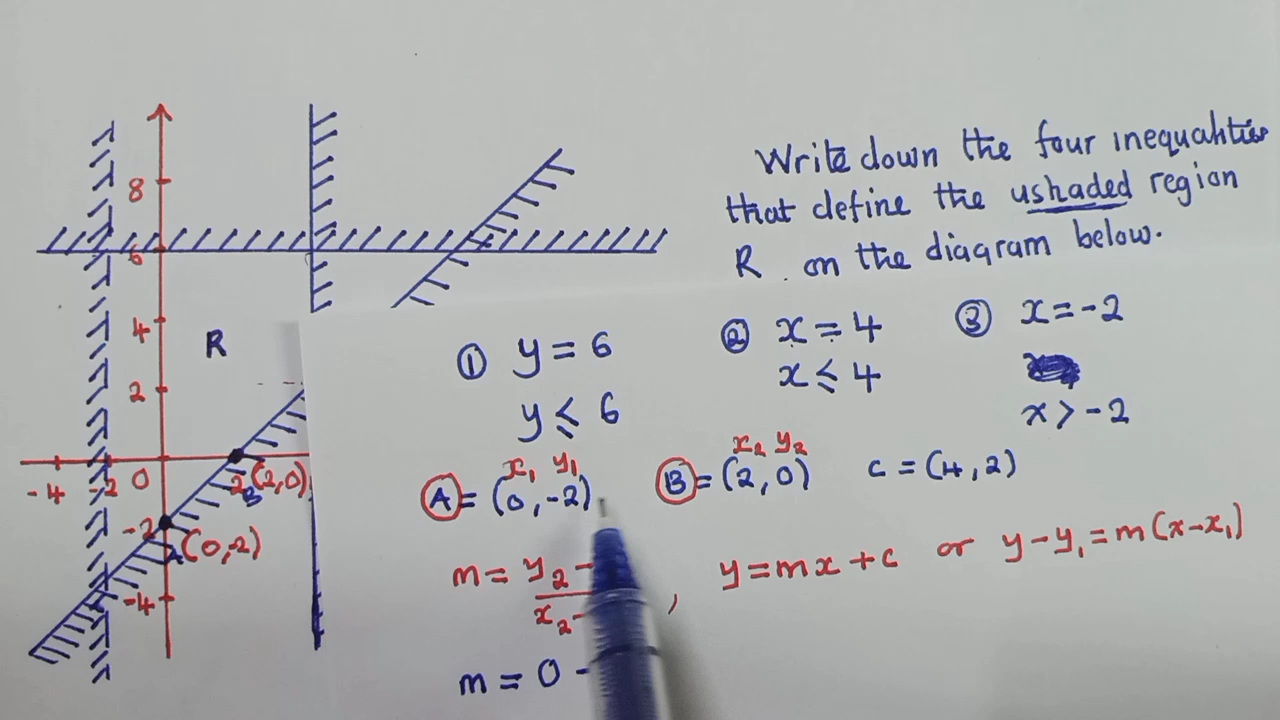 Write down the four inequalities
that define the ushaded region
R on the diagram below.
① y = 6
y ≤ 6
② x = 4
x ≤ 4
③ x = -2
x > -2
x₁ y₁
A = (0, -2)
x₂ y₂
B = (2, 0)
c = (4, 2)
m = y₂ -
x₂ -
, y = mx + c or y - y₁ = m(x - x₁)
m = 0 -
8
6
4
R
2
-4 -2 0 2 (2, 0)
B
-2
A (0, -2)
-4